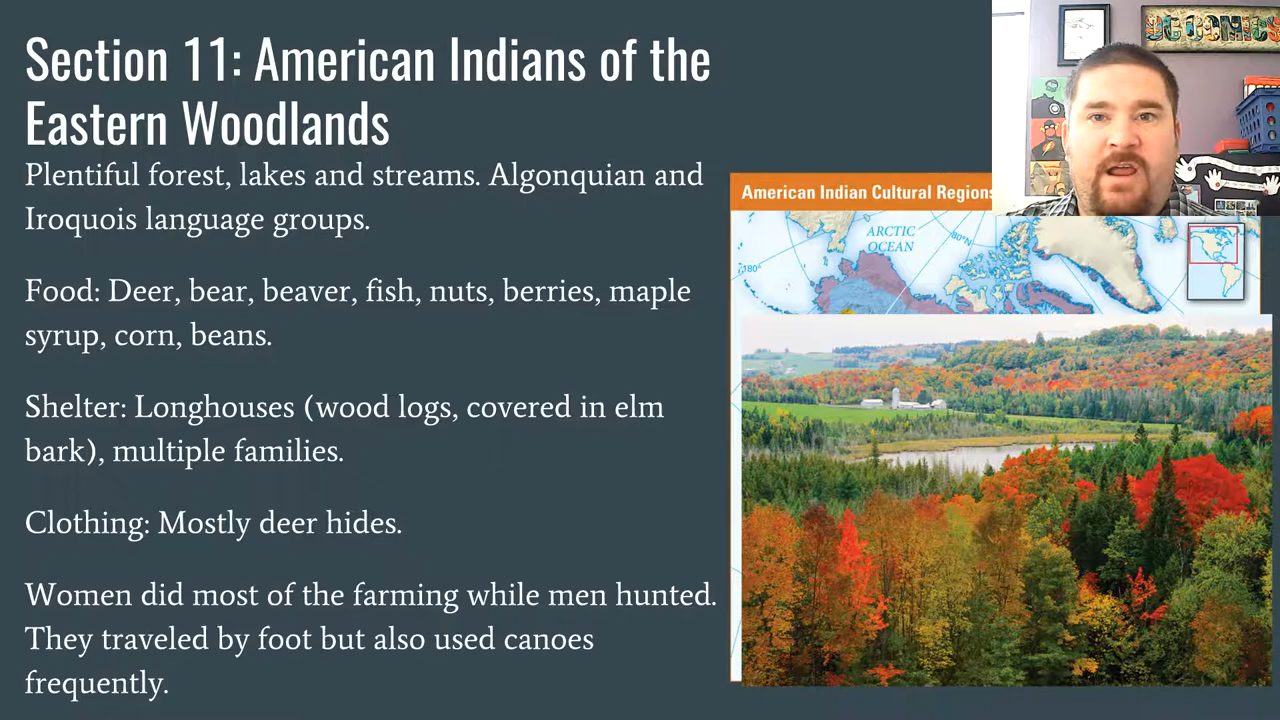 Section 11: American Indians of the
Eastern Woodlands
Plentiful forest, lakes and streams. Algonquian and
Iroquois language groups.
Food: Deer, bear, beaver, fish, nuts, berries, maple
syrup, corn, beans.
Shelter: Longhouses (wood logs, covered in elm
bark), multiple families.
Clothing: Mostly deer hides.
Women did most of the farming while men hunted.
They traveled by foot but also used canoes
frequently.
DC COMICS
American Indian Cultural Regions
ARCTIC
OCEAN
80°N
180°